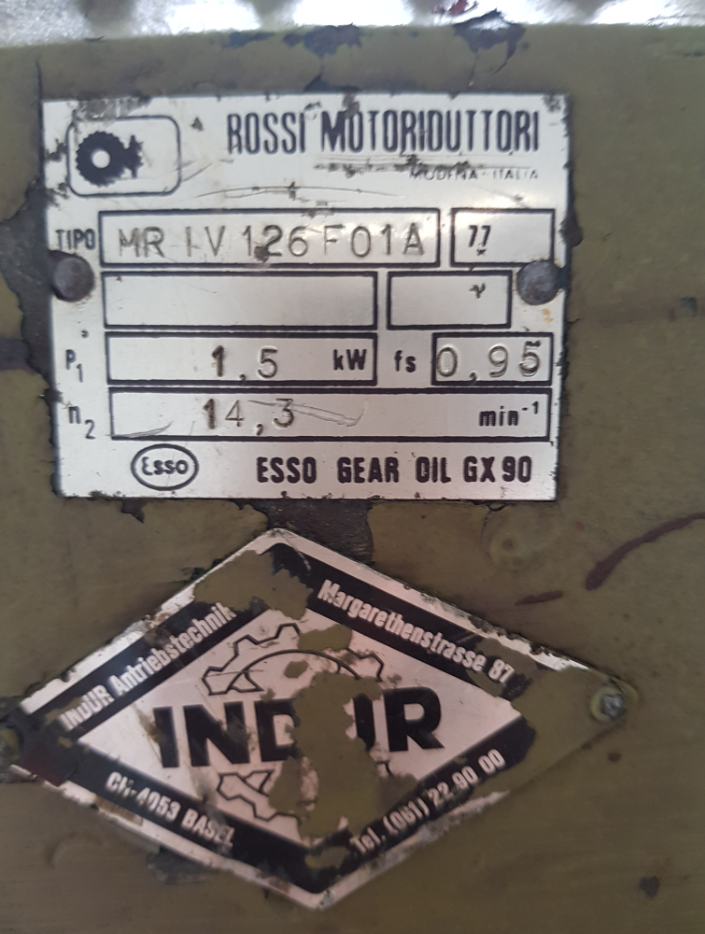 ROSSI MOTORIDUTTORI
MODENA - ITALIA
TIPO MR IV 126 F01A 77
P1 1,5 kW fs 0,95
n2 14,3 min-1
Esso ESSO GEAR OIL GX 90
INDUR Antriebstechnik
Margarethenstrasse 87
INDUR
CH-4053 BASEL
Tel. (061) 22 90 00